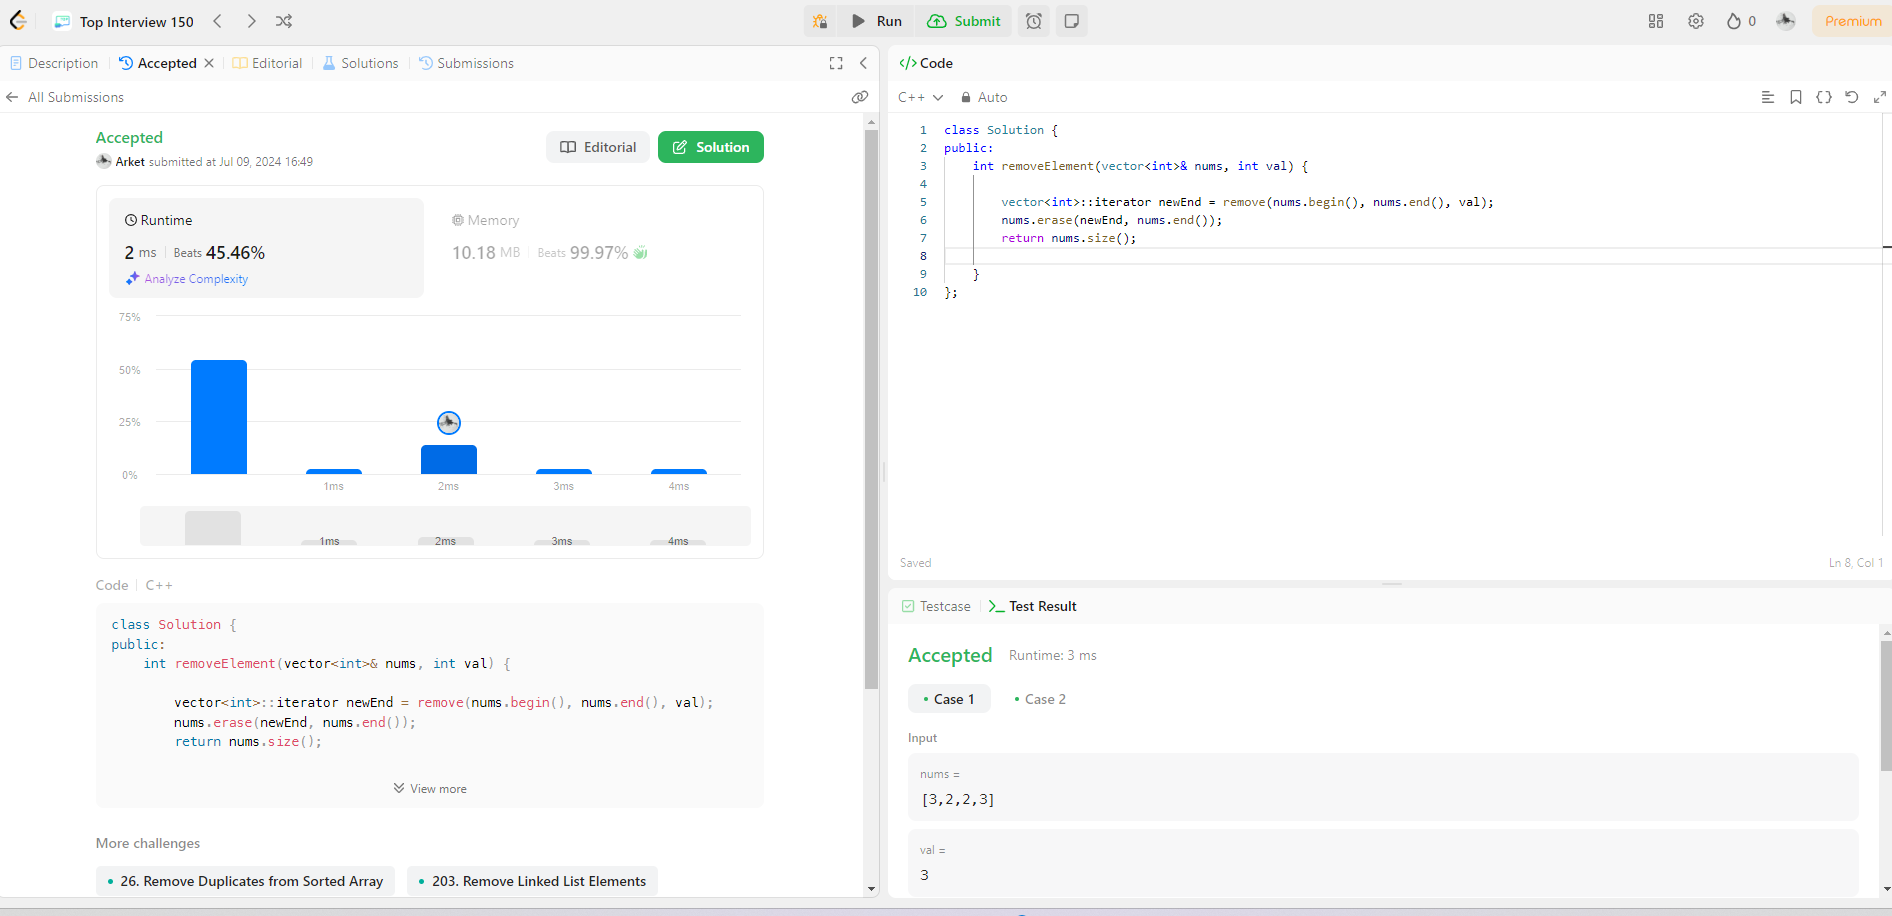 Top Interview 150
Run
Submit
0
Premium
Description
Accepted
Editorial
Solutions
Submissions
All Submissions
Accepted
Arket submitted at Jul 09, 2024 16:49
Editorial
Solution
Runtime
2 ms
Beats 45.46%
Analyze Complexity
Memory
10.18 MB
Beats 99.97%
75%
50%
25%
0%
1ms
2ms
3ms
4ms
1ms
2ms
3ms
4ms
Code
C++
class Solution {
public:
    int removeElement(vector<int>& nums, int val) {
        vector<int>::iterator newEnd = remove(nums.begin(), nums.end(), val);
        nums.erase(newEnd, nums.end());
        return nums.size();
View more
More challenges
26. Remove Duplicates from Sorted Array
203. Remove Linked List Elements
</> Code
C++
Auto
1 class Solution {
2 public:
3     int removeElement(vector<int>& nums, int val) {
4
5         vector<int>::iterator newEnd = remove(nums.begin(), nums.end(), val);
6         nums.erase(newEnd, nums.end());
7         return nums.size();
8
9     }
10 };
Saved
Ln 8, Col 1
Testcase
Test Result
Accepted
Runtime: 3 ms
Case 1
Case 2
Input
nums =
[3,2,2,3]
val =
3